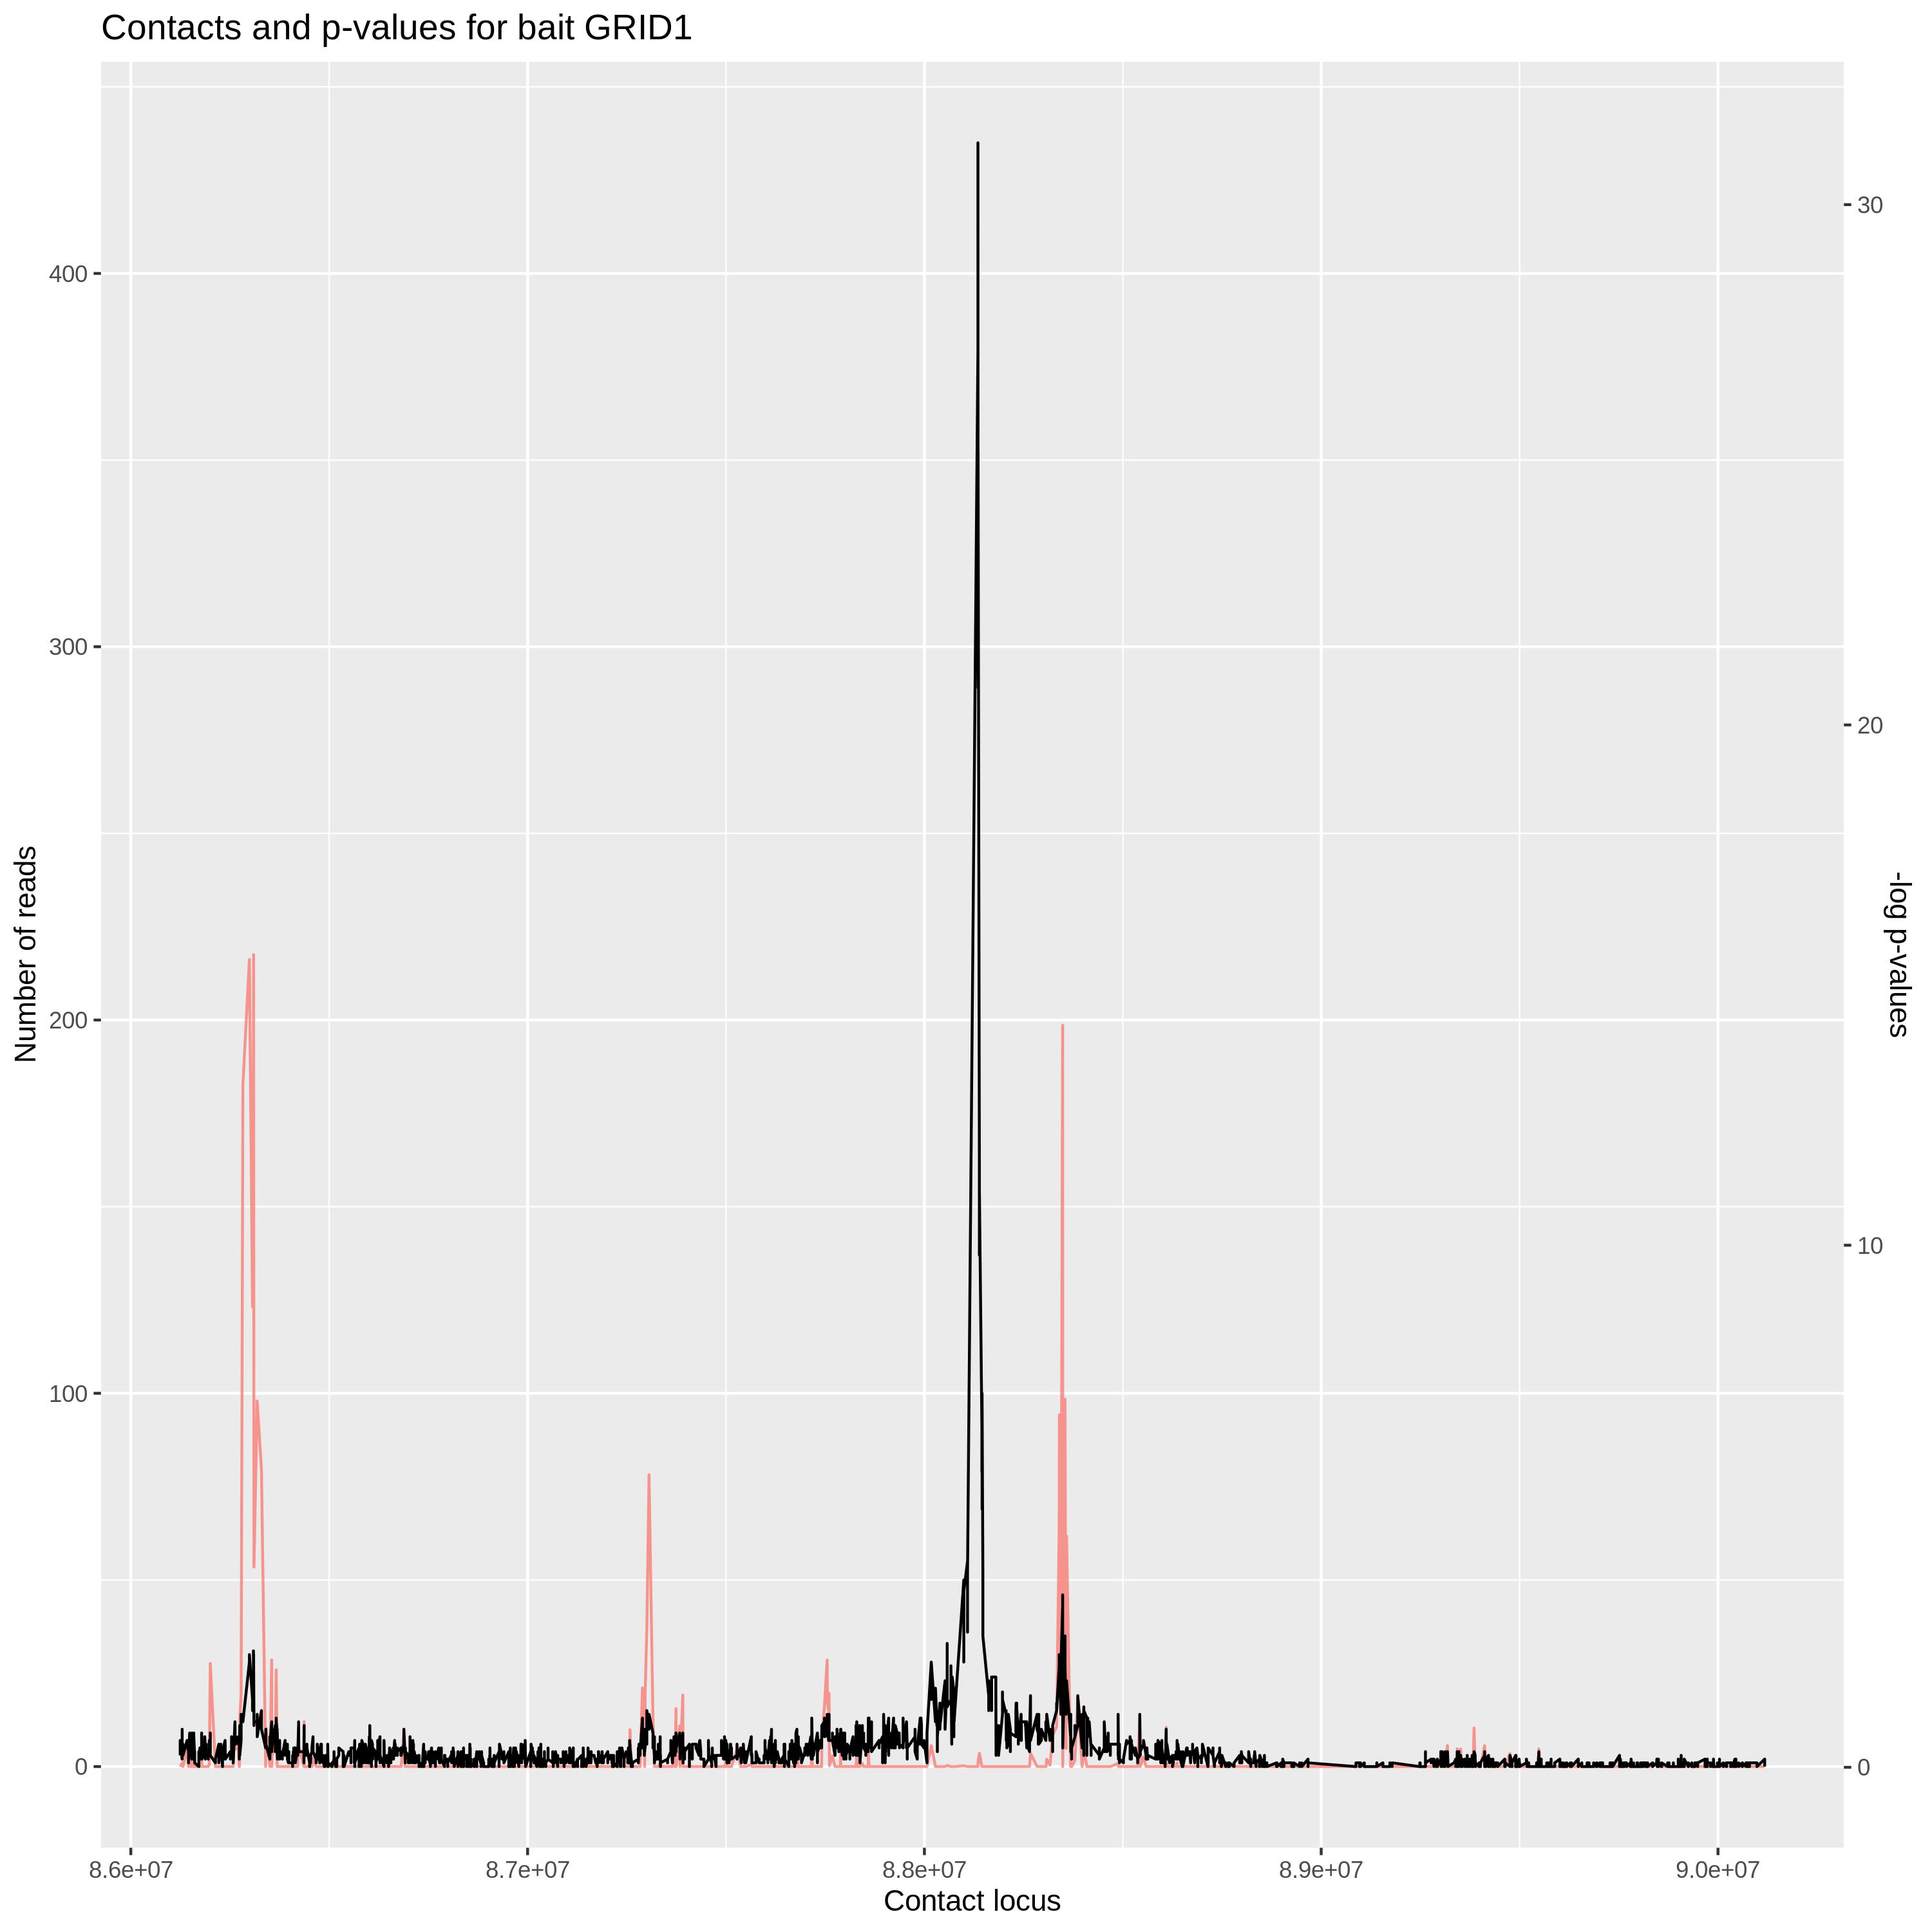 Contacts and p-values for bait GRID1
Number of reads
400
300
200
100
0
30
20
10
0
-log p-values
8.6e+07
8.7e+07
8.8e+07
8.9e+07
9.0e+07
Contact locus